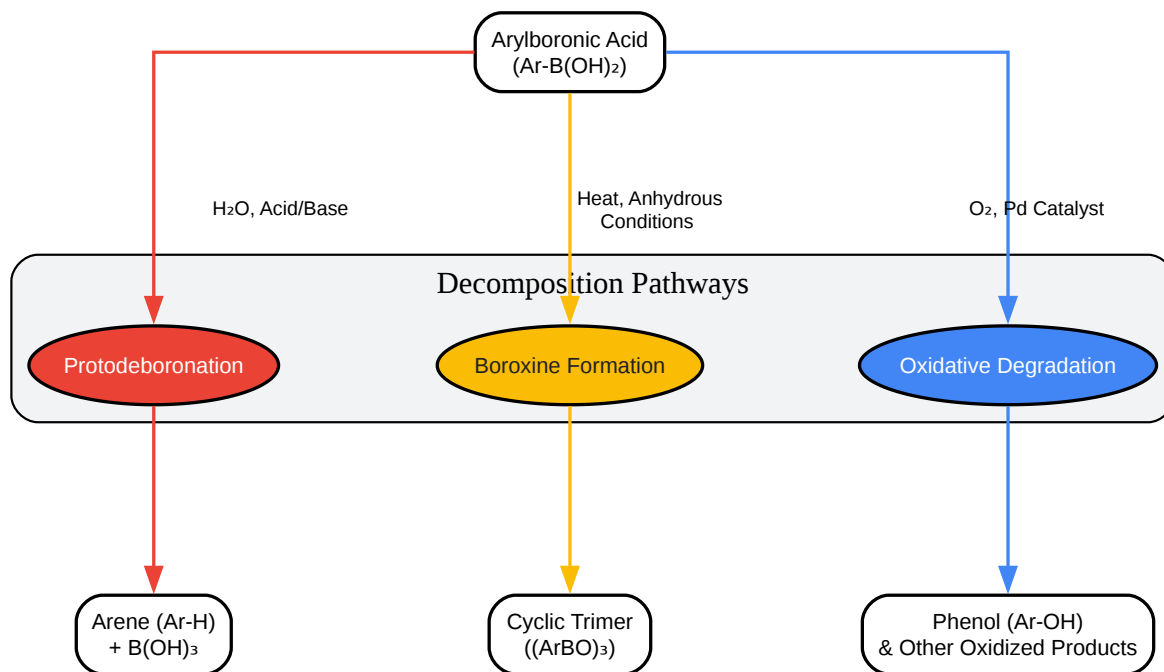 Arylboronic Acid
(Ar-B(OH)₂)
H₂O, Acid/Base
Heat, Anhydrous
Conditions
O₂, Pd Catalyst
Decomposition Pathways
Protodeboronation
Boroxine Formation
Oxidative Degradation
Arene (Ar-H)
+ B(OH)₃
Cyclic Trimer
((ArBO)₃)
Phenol (Ar-OH)
& Other Oxidized Products